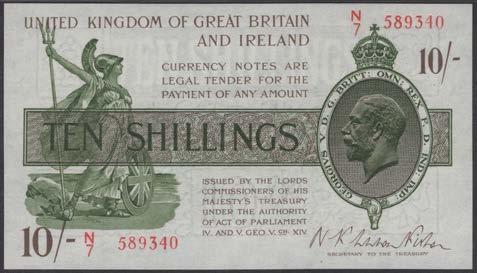 UNITED KINGDOM OF GREAT BRITAIN
AND IRELAND
N/7 589340
10/-
CURRENCY NOTES ARE
LEGAL TENDER FOR THE
PAYMENT OF ANY AMOUNT
GEORGIVS V. D. G. BRITT: OMN: REX F. D. IND: IMP:
TEN SHILLINGS
ISSUED BY THE LORDS
COMMISSIONERS OF HIS
MAJESTY'S TREASURY
UNDER THE AUTHORITY
OF ACT OF PARLIAMENT
IV. AND V. GEO. V. CH. XIV
10/-
N/7 589340
SECRETARY TO THE TREASURY